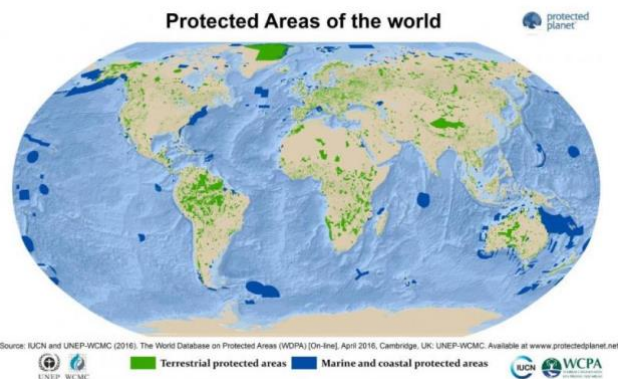 Protected Areas of the world
protected
planet
Source: IUCN and UNEP-WCMC (2016). The World Database on Protected Areas (WDPA) [On-line], April 2016, Cambridge, UK: UNEP-WCMC. Available at www.protectedplanet.net
UNEP WCMC
Terrestrial protected areas
Marine and coastal protected areas
IUCN
WCPA